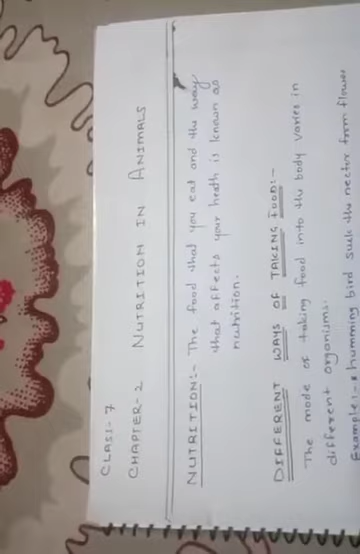 CLASS-7
CHAPTER-2 NUTRITION IN ANIMALS
NUTRITION:- The food that you eat and the way
that affects your heath is known as
nutrition.
DIFFERENT WAYS OF TAKING FOOD:-
The mode of taking food into the body varies in
different organisms.
Example:- • humming bird suck the nector from flower